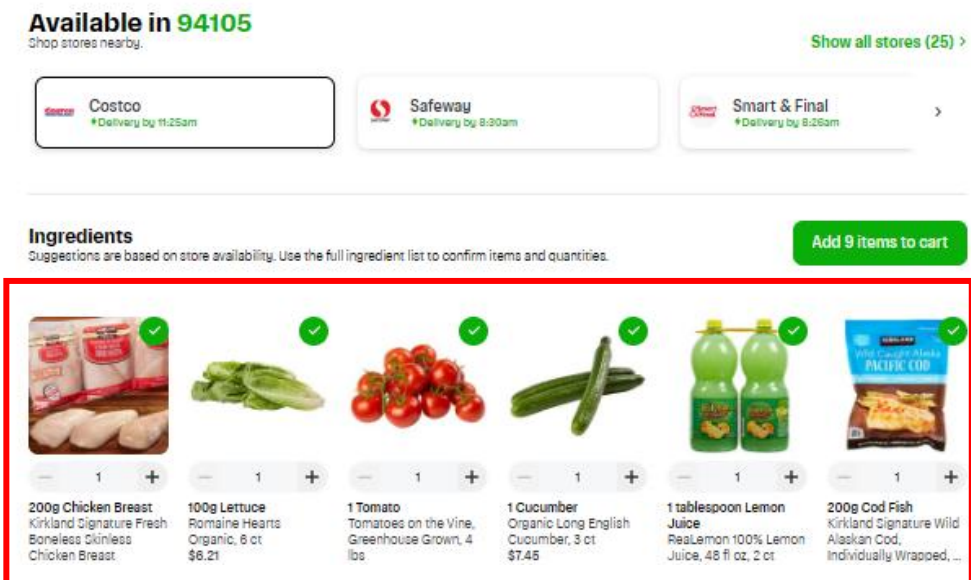 Available in 94105
Shop stores nearby.
Show all stores (25) >
Costco
Delivery by 11:25am
Safeway
Delivery by 8:30am
Smart & Final
Delivery by 8:26am
Ingredients
Suggestions are based on store availability. Use the full ingredient list to confirm items and quantities.
Add 9 items to cart
KIRKLAND
Wild Caught Alaska
PACIFIC COD
1
1
1
1
1
1
200g Chicken Breast
Kirkland Signature Fresh
Boneless Skinless
Chicken Breast
100g Lettuce
Romaine Hearts
Organic, 6 ct
$6.21
1 Tomato
Tomatoes on the Vine,
Greenhouse Grown, 4
lbs
1 Cucumber
Organic Long English
Cucumber, 3 ct
$7.45
1 tablespoon Lemon
Juice
ReaLemon 100% Lemon
Juice, 48 fl oz, 2 ct
200g Cod Fish
Kirkland Signature Wild
Alaskan Cod,
Individually Wrapped, ...